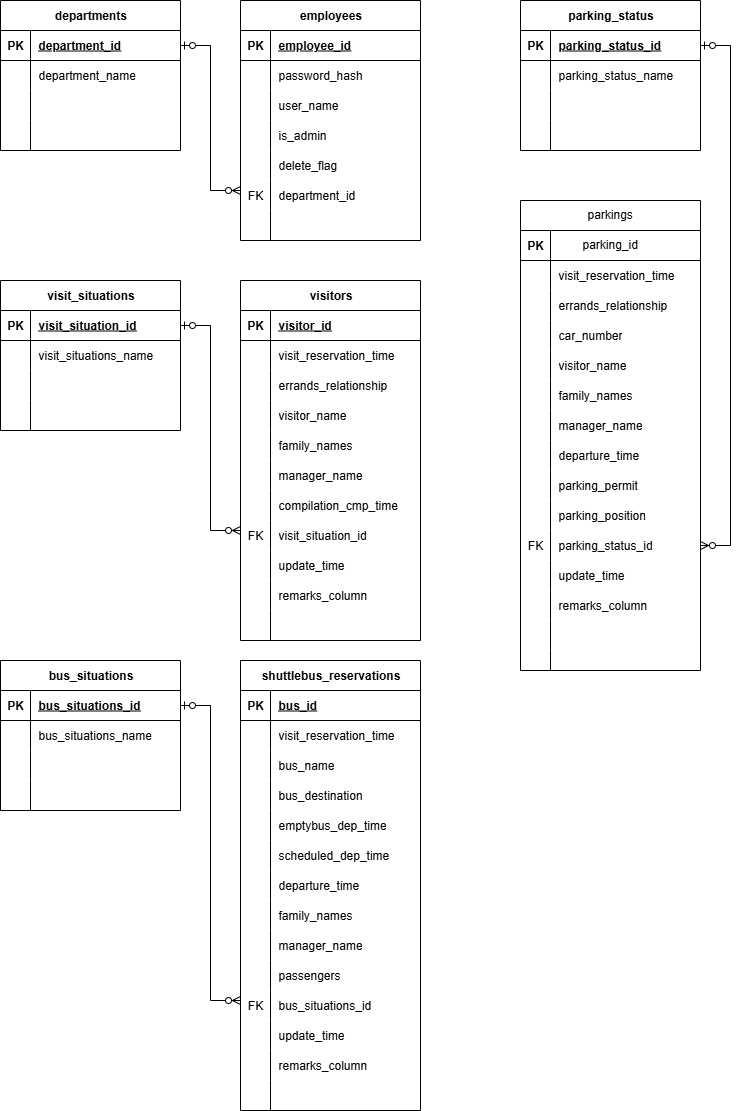 departments
PK department_id
department_name
employees
PK employee_id
password_hash
user_name
is_admin
delete_flag
FK department_id
parking_status
PK parking_status_id
parking_status_name
parkings
PK parking_id
visit_reservation_time
errands_relationship
car_number
visitor_name
family_names
manager_name
departure_time
parking_permit
parking_position
FK parking_status_id
update_time
remarks_column
visit_situations
PK visit_situation_id
visit_situations_name
visitors
PK visitor_id
visit_reservation_time
errands_relationship
visitor_name
family_names
manager_name
compilation_cmp_time
FK visit_situation_id
update_time
remarks_column
bus_situations
PK bus_situations_id
bus_situations_name
shuttlebus_reservations
PK bus_id
visit_reservation_time
bus_name
bus_destination
emptybus_dep_time
scheduled_dep_time
departure_time
family_names
manager_name
passengers
FK bus_situations_id
update_time
remarks_column